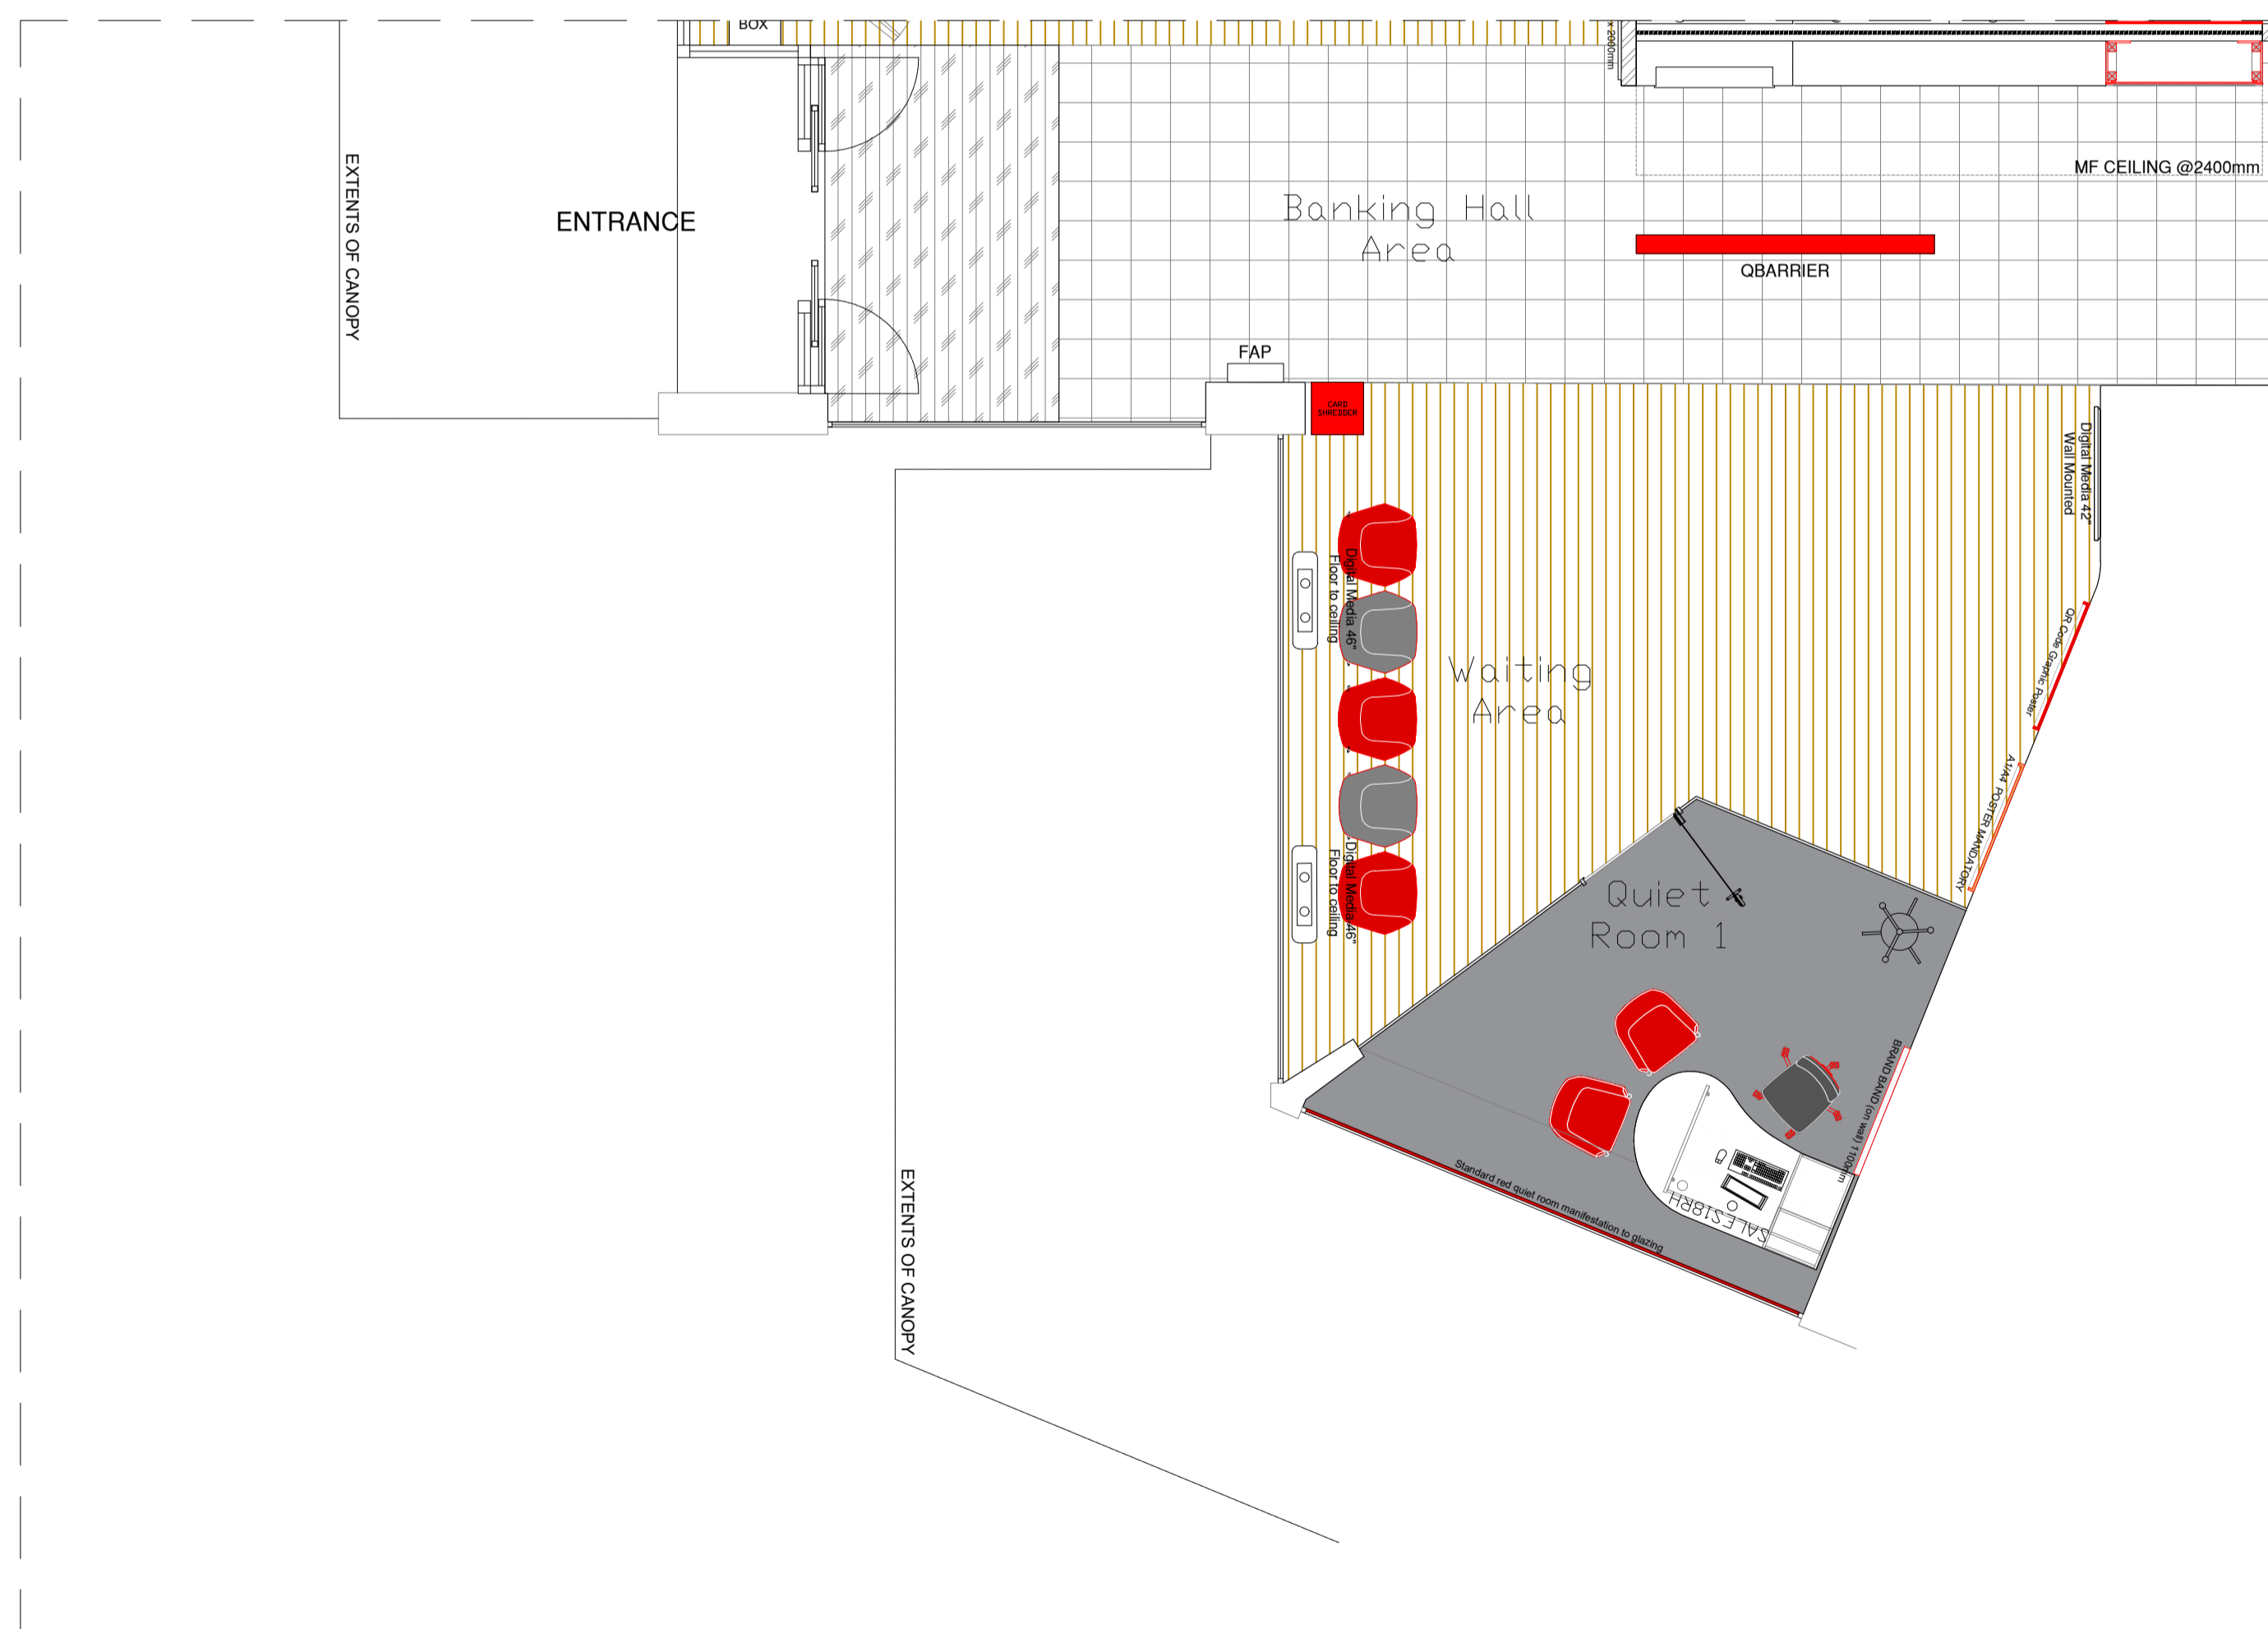 BOX
x 2000mm
EXTENTS OF CANOPY
ENTRANCE
Banking Hall
Area
MF CEILING @2400mm
QBARRIER
FAP
CARD
SHREDDER
Digital Media 42"
Wall Mounted
Digital Media 46"
Floor to ceiling
QR Code Graphic Poster
Waiting
Area
A1/A4 POSTER MANDATORY
Digital Media 46"
Floor to ceiling
Quiet
Room 1
BRAND BAND (on wall) 1100mm
Standard red quiet room manifestation to glazing
SALES18RH
EXTENTS OF CANOPY